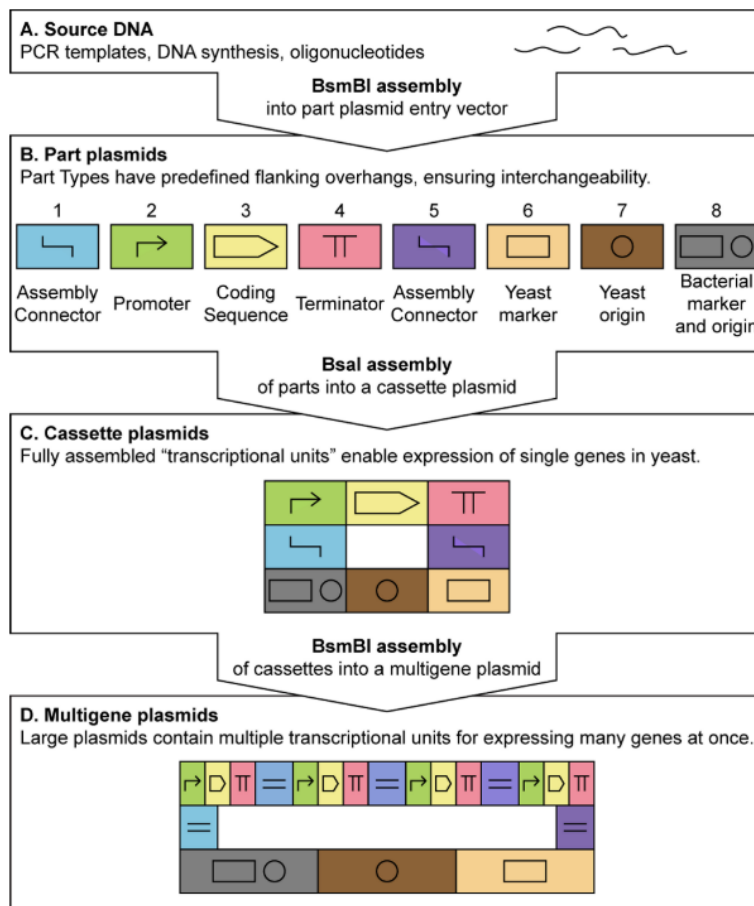 A. Source DNA
PCR templates, DNA synthesis, oligonucleotides
BsmBI assembly
into part plasmid entry vector
B. Part plasmids
Part Types have predefined flanking overhangs, ensuring interchangeability.
1 2 3 4 5 6 7 8
Assembly Connector
Promoter
Coding Sequence
Terminator
Assembly Connector
Yeast marker
Yeast origin
Bacterial marker and origin
BsaI assembly
of parts into a cassette plasmid
C. Cassette plasmids
Fully assembled “transcriptional units” enable expression of single genes in yeast.
BsmBI assembly
of cassettes into a multigene plasmid
D. Multigene plasmids
Large plasmids contain multiple transcriptional units for expressing many genes at once.